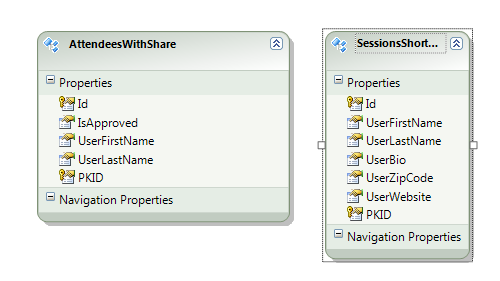 AttendeesWithShare
Properties
Id
IsApproved
UserFirstName
UserLastName
PKID
Navigation Properties
SessionsShort...
Properties
Id
UserFirstName
UserLastName
UserBio
UserZipCode
UserWebsite
PKID
Navigation Properties